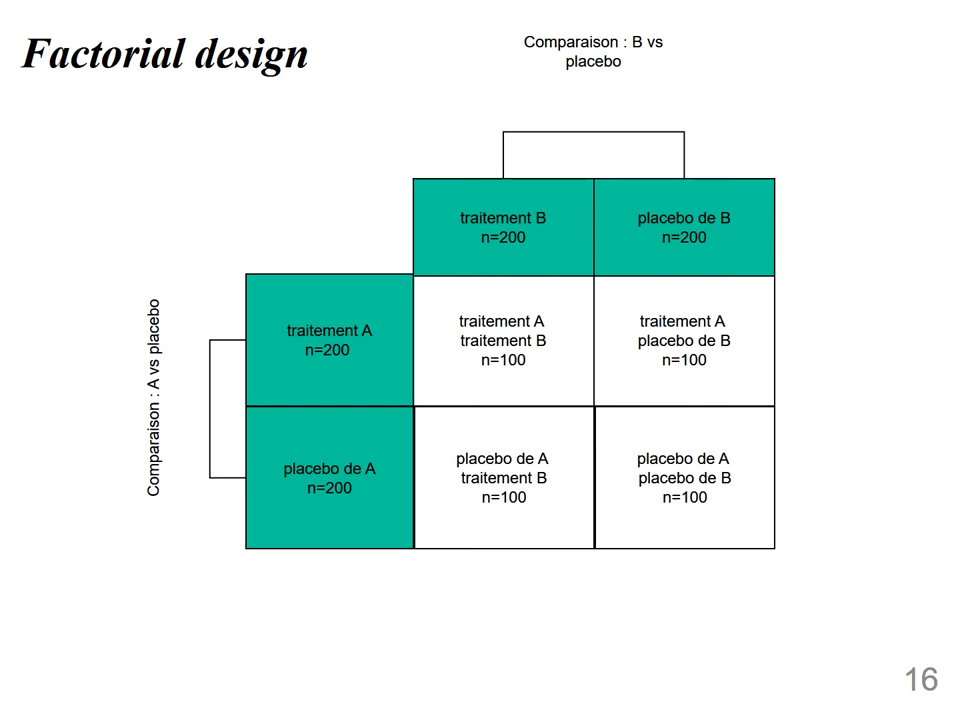 Factorial design
Comparaison : B vs
placebo
traitement B
n=200
placebo de B
n=200
Comparaison : A vs placebo
traitement A
n=200
traitement A
traitement B
n=100
traitement A
placebo de B
n=100
placebo de A
n=200
placebo de A
traitement B
n=100
placebo de A
placebo de B
n=100
16